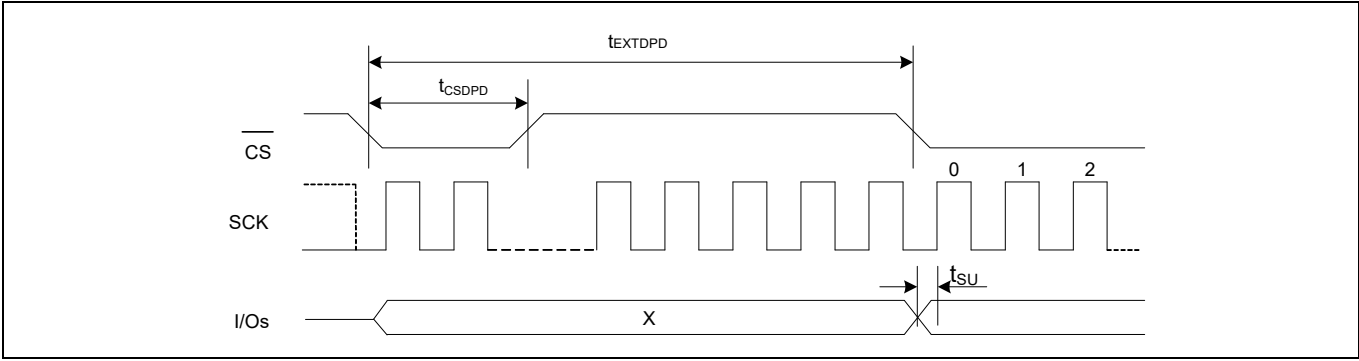 tEXTDPD
tCSDPD
CS
0 1 2
SCK
tSU
X
I/Os